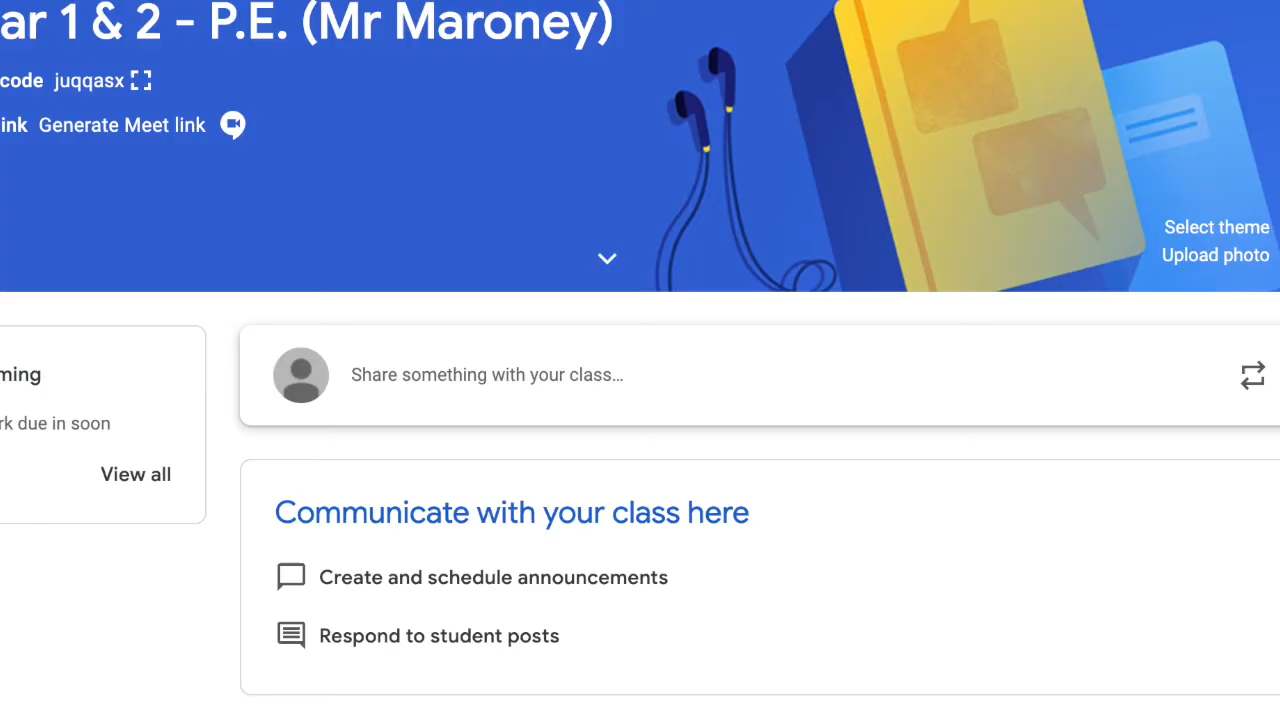 ar 1 & 2 - P.E. (Mr Maroney)
code juqqasx
ink Generate Meet link
Select theme
Upload photo
ming
rk due in soon
View all
Share something with your class...
Communicate with your class here
Create and schedule announcements
Respond to student posts